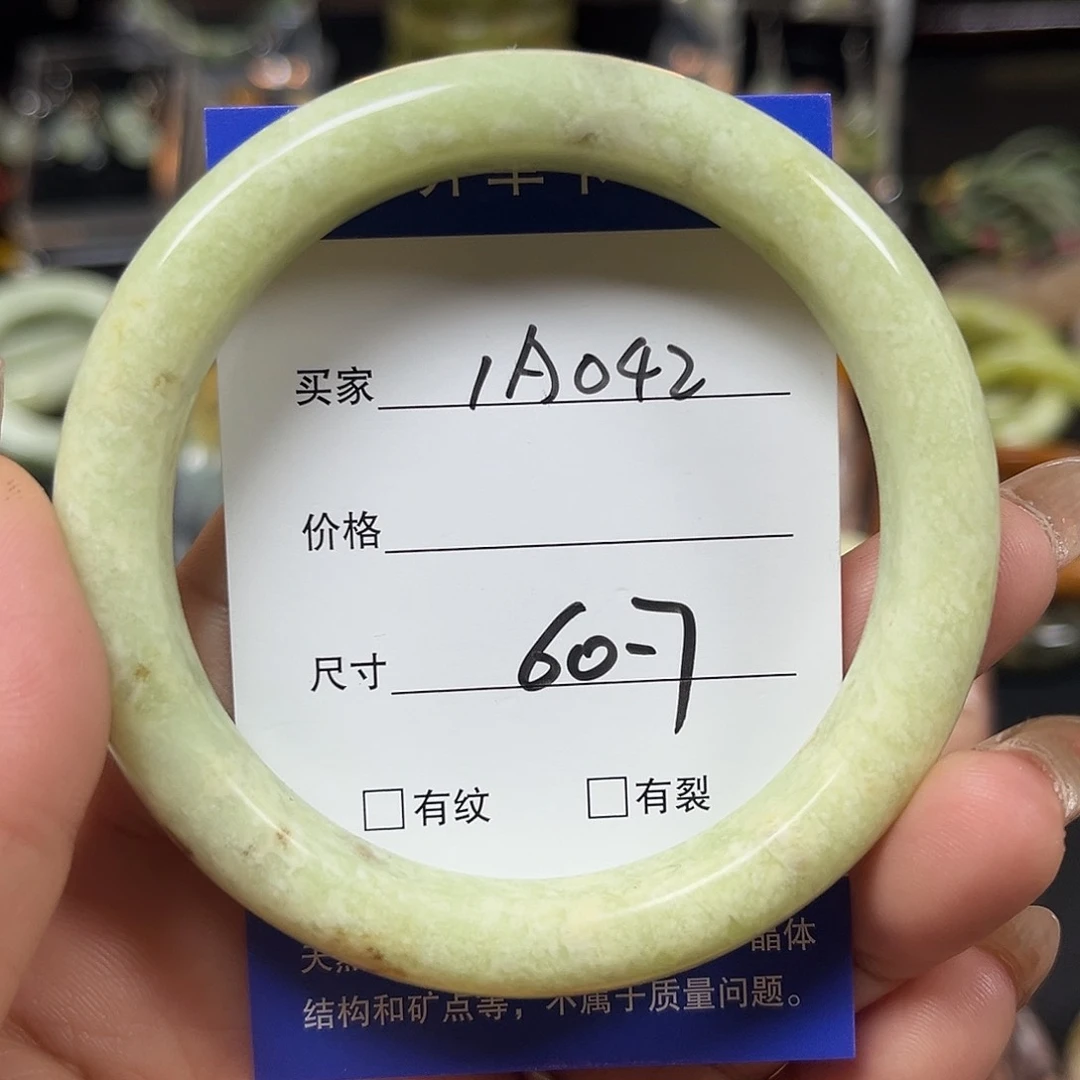 买家 1A042
价格
尺寸 60-7
有纹 有裂
晶体
结构和矿点等，不属于质量问题。